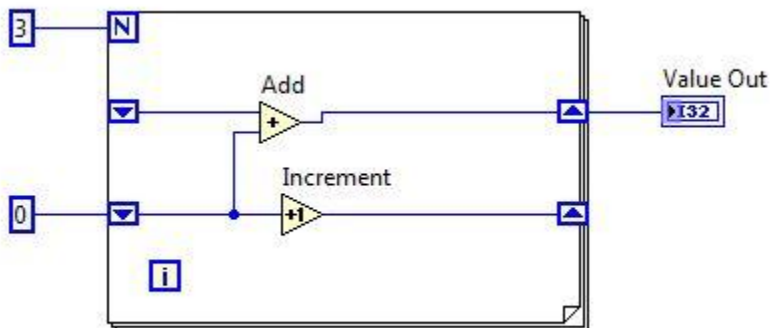 3
N
Add
+
Value Out
I32
Increment
0
+1
i